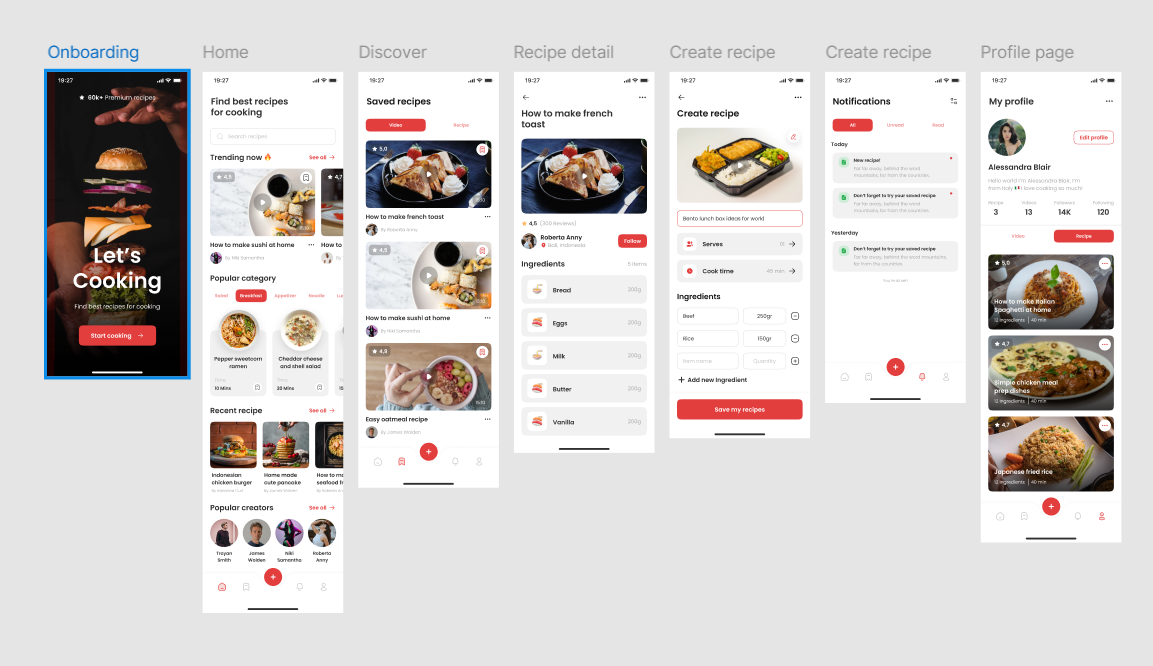 Onboarding
19:27
60k+ Premium recipes
Let's
Cooking
Find best recipes for cooking
Start cooking
Home
19:27
Find best recipes
for cooking
Search recipes
Trending now
See all
4,5
4,7
15:10
How to make sushi at home
How to
By Niki Samantha
By
Popular category
Salad
Breakfast
Appetizer
Noodle
Pepper sweetcorn
ramen
Cheddar cheese
and shell salad
Time
10 Mins
Time
20 Mins
Recent recipe
See all
Indonesian
chicken burger
Home made
cute pancake
How to ma
seafood fr
By James Wolden
Popular creators
See all
Troyan
Smith
James
Wolden
Niki
Samantha
Roberta
Anny
Discover
19:27
Saved recipes
Video
Recipe
5,0
15:10
How to make french toast
By Roberta Anny
4,5
15:10
How to make sushi at home
By Niki Samantha
4,9
15:10
Easy oatmeal recipe
By James Wolden
Recipe detail
19:27
How to make french
toast
4,5 (300 Reviews)
Roberta Anny
Bali, Indonesia
Follow
Ingredients
5 items
Bread
200g
Eggs
200g
Milk
200g
Butter
200g
Vanilla
200g
Create recipe
19:27
Create recipe
Bento lunch box ideas for world
Serves
Cook time
45 min
Ingredients
Beef
250gr
Rice
150gr
Item name
Quantity
Add new Ingredient
Save my recipes
Create recipe
19:27
Notifications
All
Unread
Read
Today
New recipe!
Far far away, behind the word
mountains, far from the countries.
Don't forget to try your saved recipe
Far far away, behind the word mountains,
far from the countries.
Yesterday
Don't forget to try your saved recipe
Far far away, behind the word mountains,
far from the countries.
Profile page
19:27
My profile
Edit profile
Alessandra Blair
Hello world I'm Alessandra Blair, I'm
from Italy I love cooking so much!
Recipe
Videos
Followers
Following
3
13
14K
120
Video
Recipe
5,0
How to make Italian
Spaghetti at home
12 Ingredients | 40 min
4,7
Simple chicken meal
prep dishes
12 Ingredients | 40 min
4,7
Japanese fried rice
12 Ingredients | 40 min